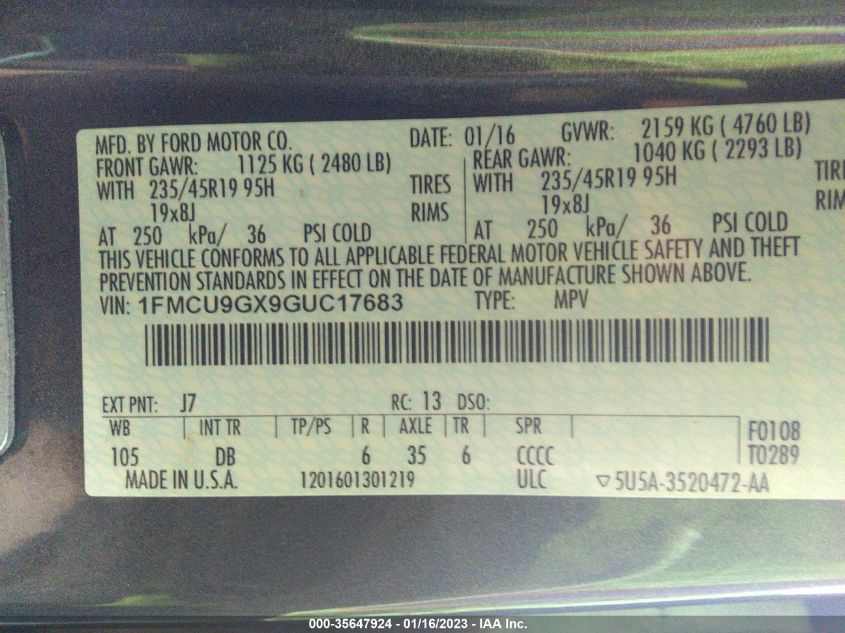 MFD. BY FORD MOTOR CO. DATE: 01/16 GVWR: 2159 KG ( 4760 LB)
FRONT GAWR: 1125 KG ( 2480 LB) REAR GAWR: 1040 KG ( 2293 LB)
WITH 235/45R19 95H TIRES WITH 235/45R19 95H
19x8J RIMS 19x8J
AT 250 kPa/ 36 PSI COLD AT 250 kPa/ 36 PSI COLD
THIS VEHICLE CONFORMS TO ALL APPLICABLE FEDERAL MOTOR VEHICLE SAFETY AND THEFT
PREVENTION STANDARDS IN EFFECT ON THE DATE OF MANUFACTURE SHOWN ABOVE.
VIN: 1FMCU9GX9GUC17683 TYPE: MPV
EXT PNT: J7 RC: 13 DSO:
WB INT TR TP/PS R AXLE TR SPR F0108
105 DB 6 35 6 CCCC T0289
MADE IN U.S.A. 1201601301219 ULC ▽5U5A-3520472-AA
000-35647924 - 01/16/2023 - IAA Inc.